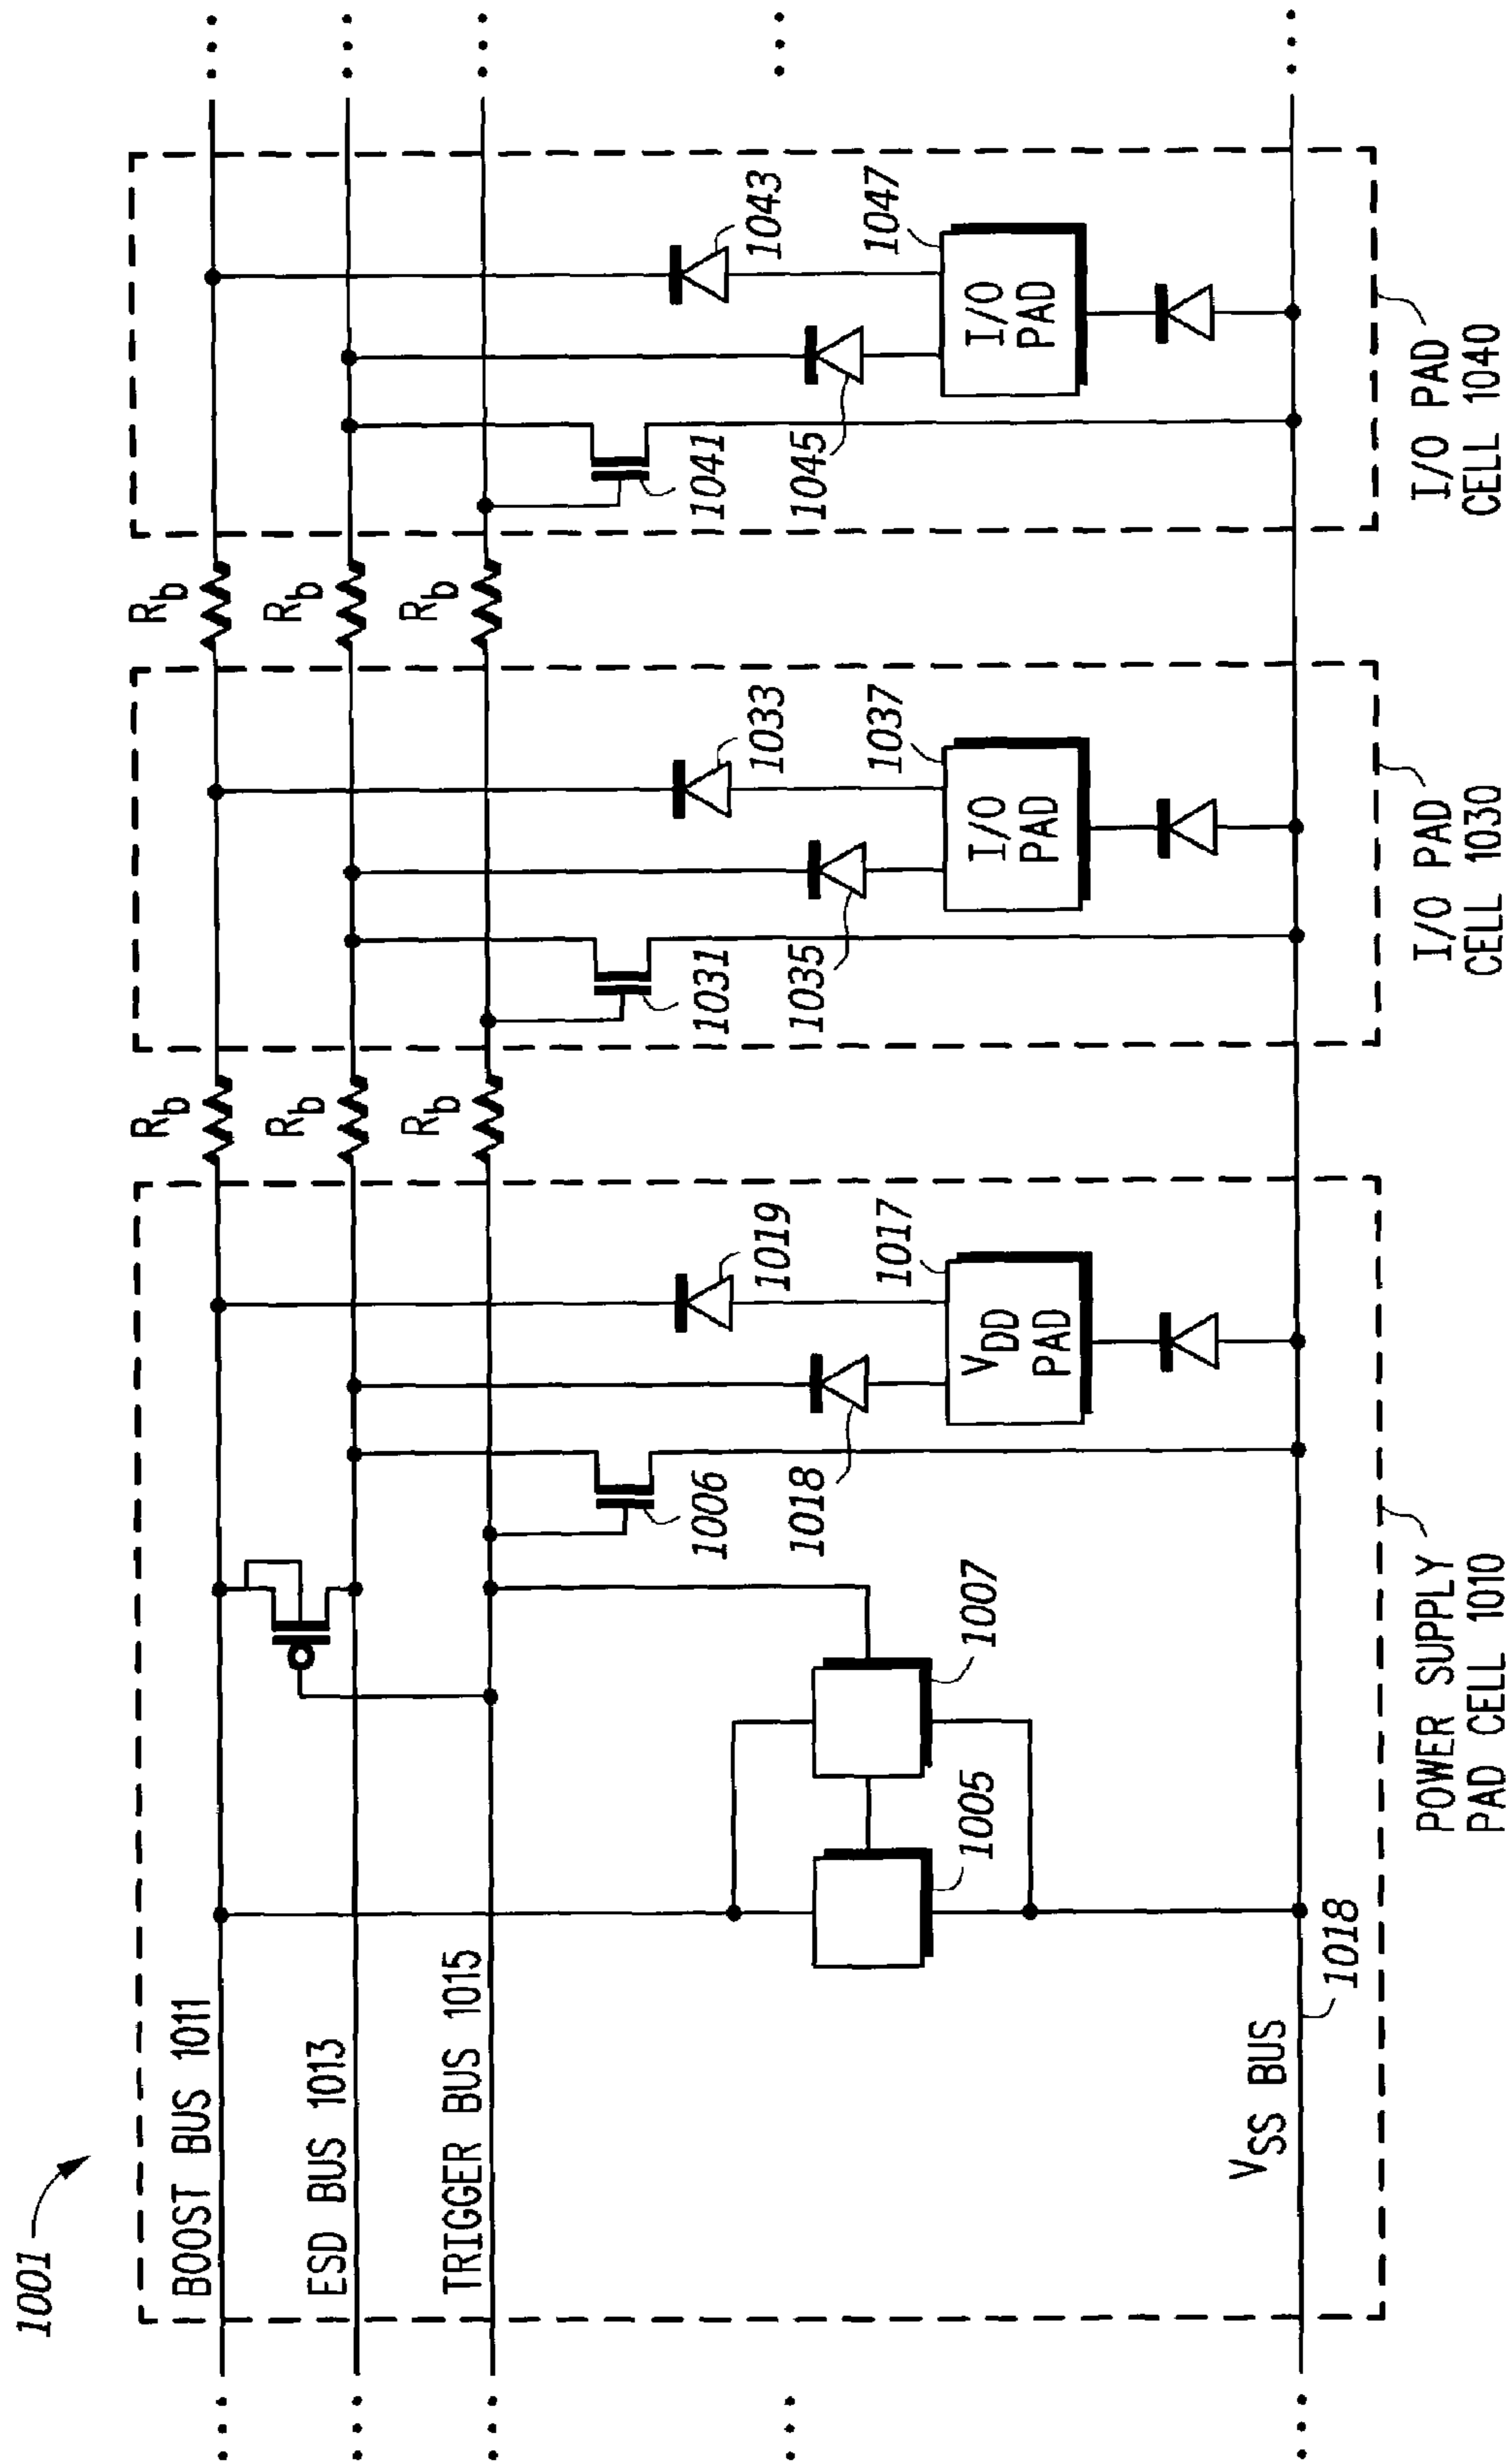 1001
BOOST BUS 1011
ESD BUS 1013
TRIGGER BUS 1015
VSS BUS
1018
1005
1007
1006
1018
1019
VDD
PAD
1017
POWER SUPPLY
PAD CELL 1010
Rb
Rb
Rb
1031
1035
1033
I/O
PAD
1037
I/O PAD
CELL 1030
Rb
Rb
Rb
1041
1045
1043
I/O
PAD
1047
I/O PAD
CELL 1040